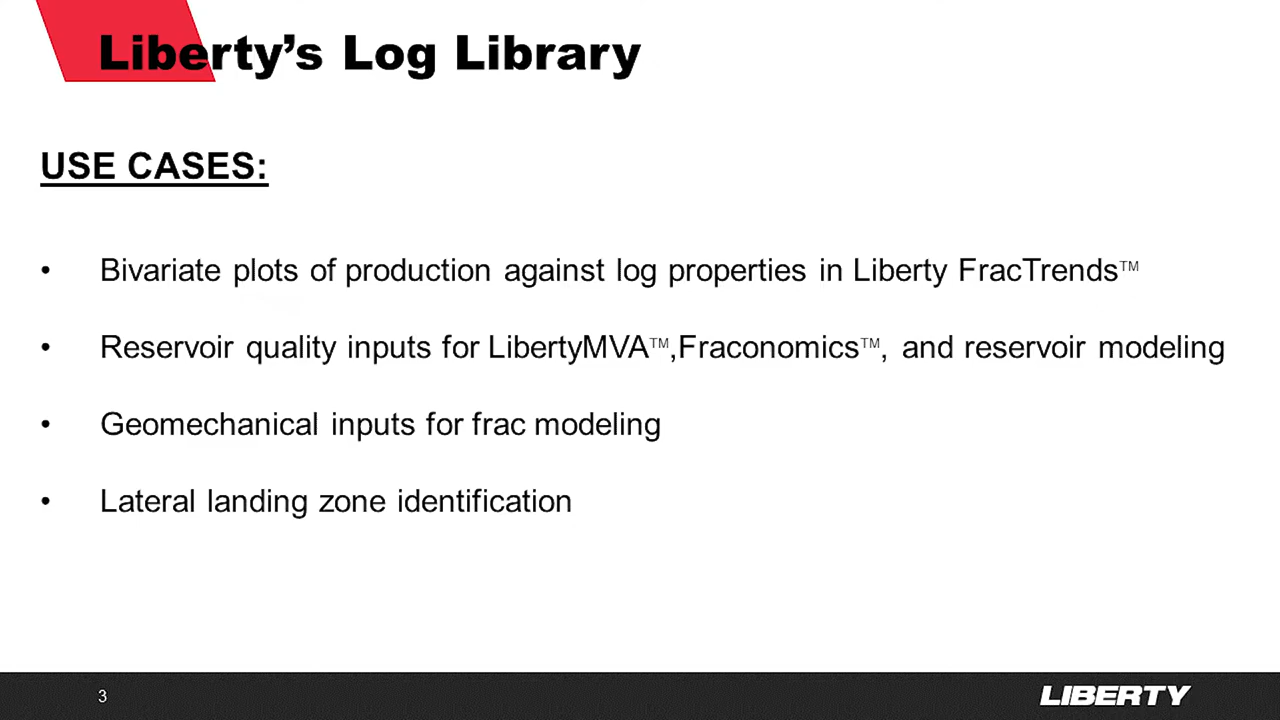 Liberty’s Log Library
USE CASES:
• Bivariate plots of production against log properties in Liberty FracTrends™
• Reservoir quality inputs for LibertyMVA™,Fraconomics™, and reservoir modeling
• Geomechanical inputs for frac modeling
• Lateral landing zone identification
3
LIBERTY